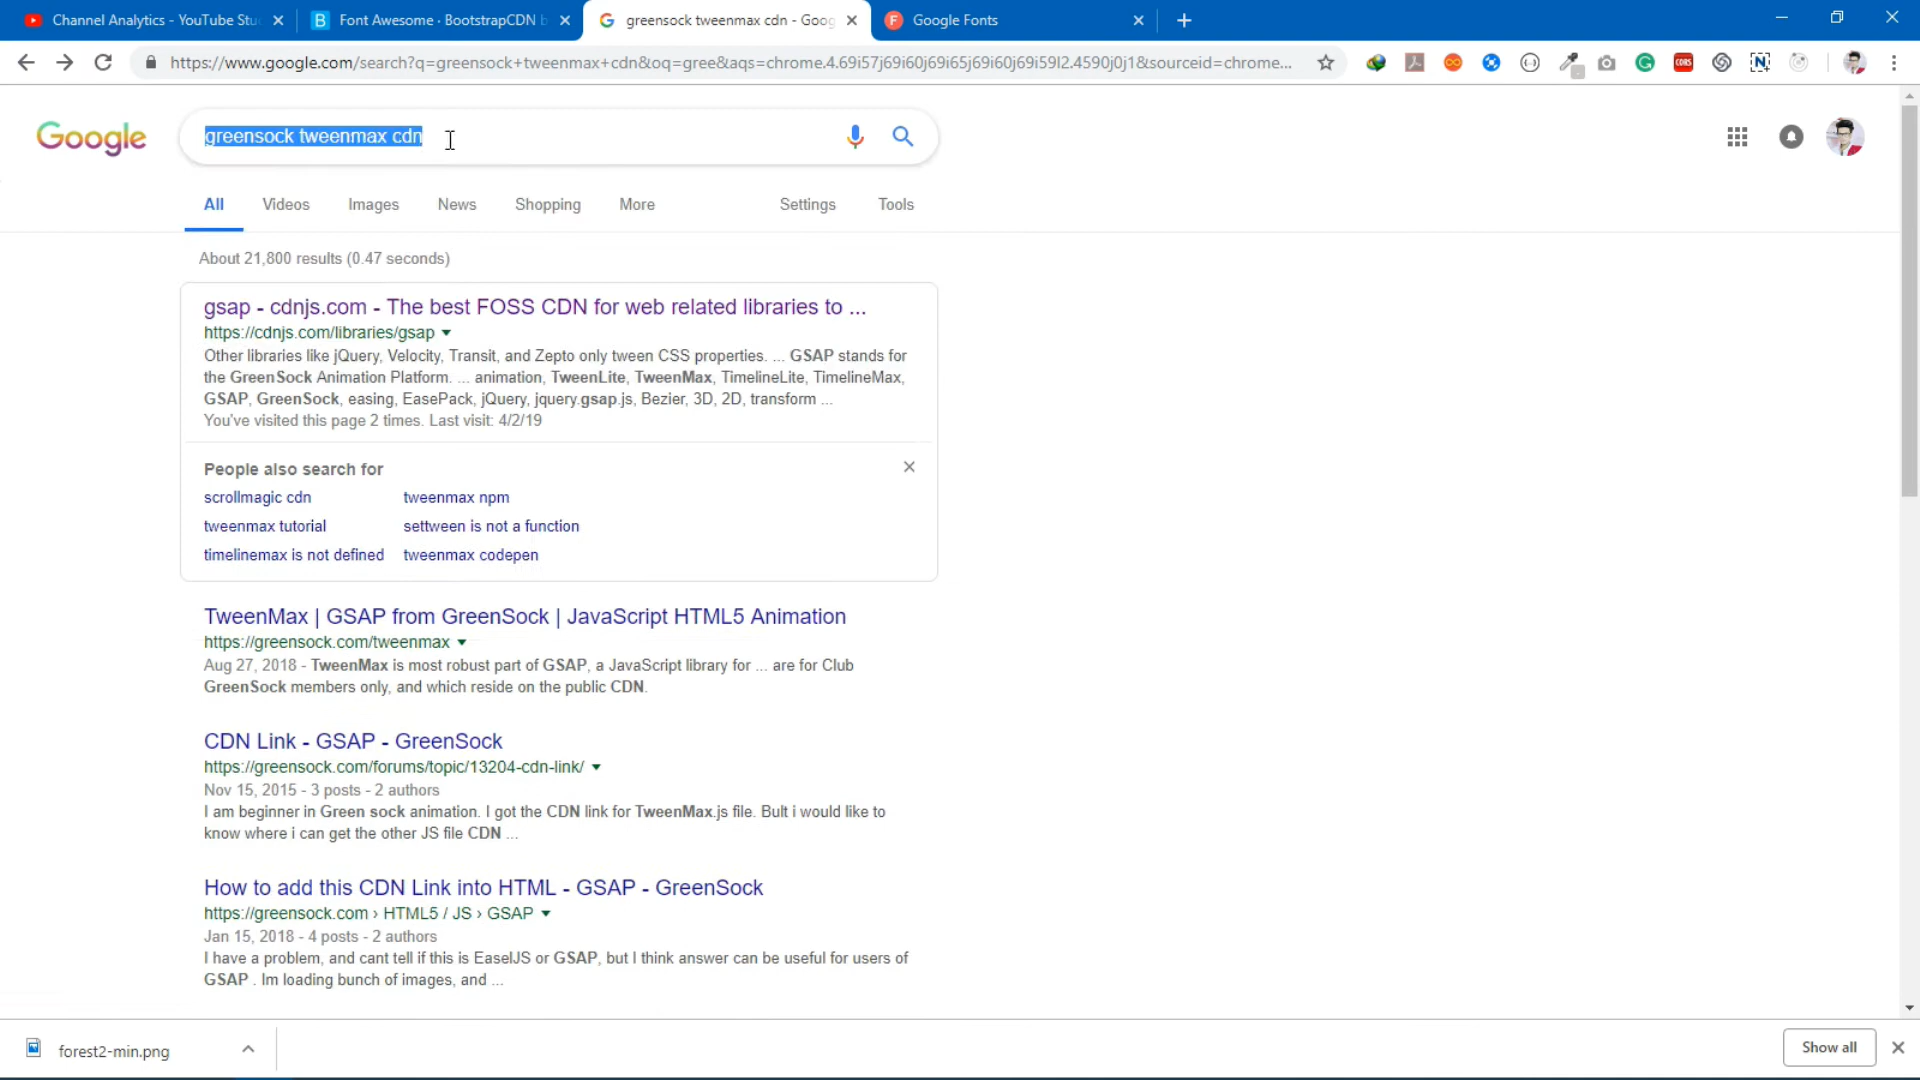 Channel Analytics - YouTube Stu
Font Awesome · BootstrapCDN b
greensock tweenmax cdn - Goog
Google Fonts
https://www.google.com/search?q=greensock+tweenmax+cdn&oq=gree&aqs=chrome.4.69i57j69i60j69i65j69i60j69i59l2.4590j0j1&sourceid=chrome...
Google
greensock tweenmax cdn
All Videos Images News Shopping More Settings Tools
About 21,800 results (0.47 seconds)
gsap - cdnjs.com - The best FOSS CDN for web related libraries to ...
https://cdnjs.com/libraries/gsap
Other libraries like jQuery, Velocity, Transit, and Zepto only tween CSS properties. ... GSAP stands for
the GreenSock Animation Platform. ... animation, TweenLite, TweenMax, TimelineLite, TimelineMax,
GSAP, GreenSock, easing, EasePack, jQuery, jquery.gsap.js, Bezier, 3D, 2D, transform ...
You've visited this page 2 times. Last visit: 4/2/19
People also search for
scrollmagic cdn tweenmax npm
tweenmax tutorial settween is not a function
timelinemax is not defined tweenmax codepen
TweenMax | GSAP from GreenSock | JavaScript HTML5 Animation
https://greensock.com/tweenmax
Aug 27, 2018 - TweenMax is most robust part of GSAP, a JavaScript library for ... are for Club
GreenSock members only, and which reside on the public CDN.
CDN Link - GSAP - GreenSock
https://greensock.com/forums/topic/13204-cdn-link/
Nov 15, 2015 - 3 posts - 2 authors
I am beginner in Green sock animation. I got the CDN link for TweenMax.js file. Bult i would like to
know where i can get the other JS file CDN ...
How to add this CDN Link into HTML - GSAP - GreenSock
https://greensock.com › HTML5 / JS › GSAP
Jan 15, 2018 - 4 posts - 2 authors
I have a problem, and cant tell if this is EaselJS or GSAP, but I think answer can be useful for users of
GSAP . Im loading bunch of images, and ...
forest2-min.png
Show all